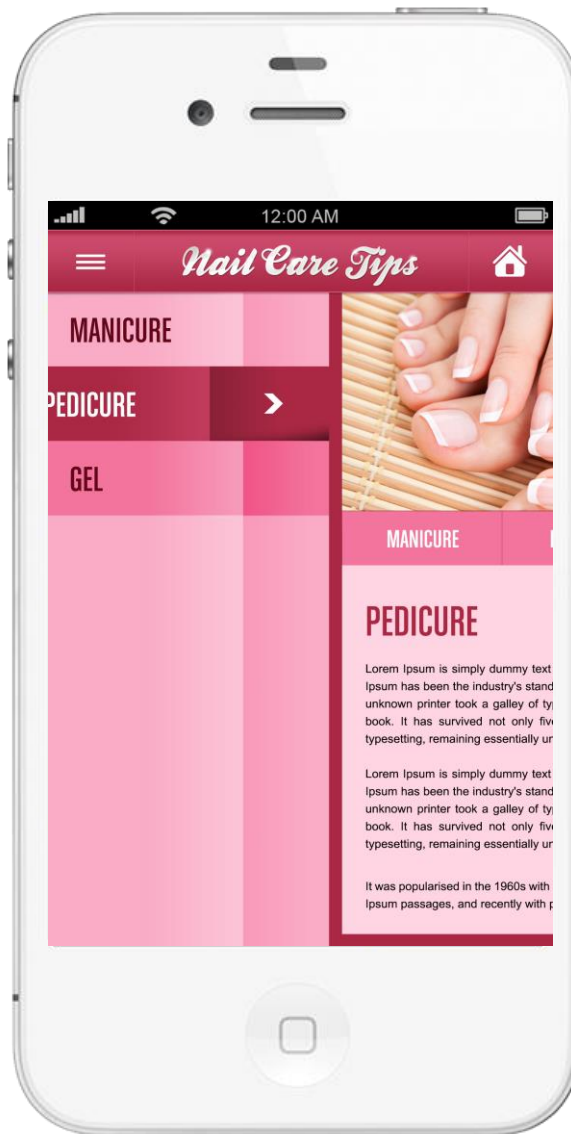 12:00 AM
Nail Care Tips
MANICURE
PEDICURE
GEL
MANICURE
PEDICURE
Lorem Ipsum is simply dummy text
Ipsum has been the industry's stand
unknown printer took a galley of ty
book. It has survived not only five
typesetting, remaining essentially un
Lorem Ipsum is simply dummy text
Ipsum has been the industry's stand
unknown printer took a galley of ty
book. It has survived not only five
typesetting, remaining essentially un
It was popularised in the 1960s with
Ipsum passages, and recently with p